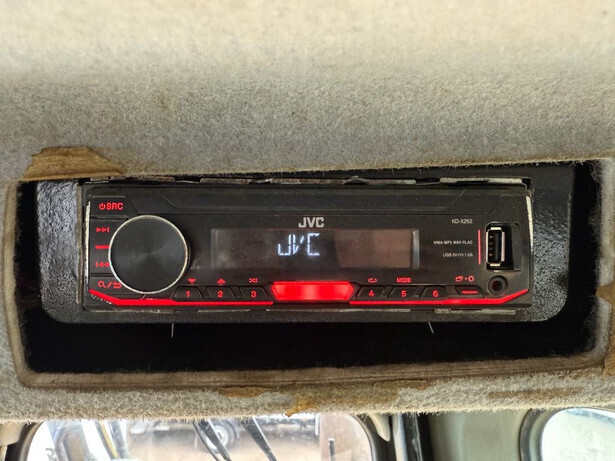 SRC
JVC
KD-X252
JVC
WMA MP3 WAV FLAC
USB 5V⎓1.0A
1 2 3 4 MODE 5 6